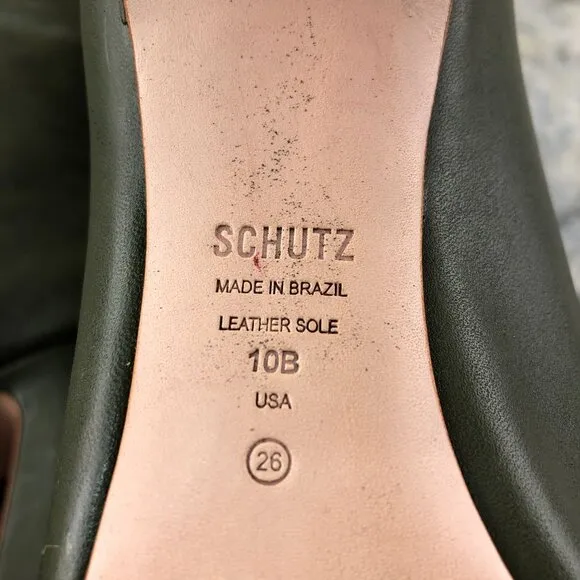 SCHUTZ
MADE IN BRAZIL
LEATHER SOLE
10B
USA
26